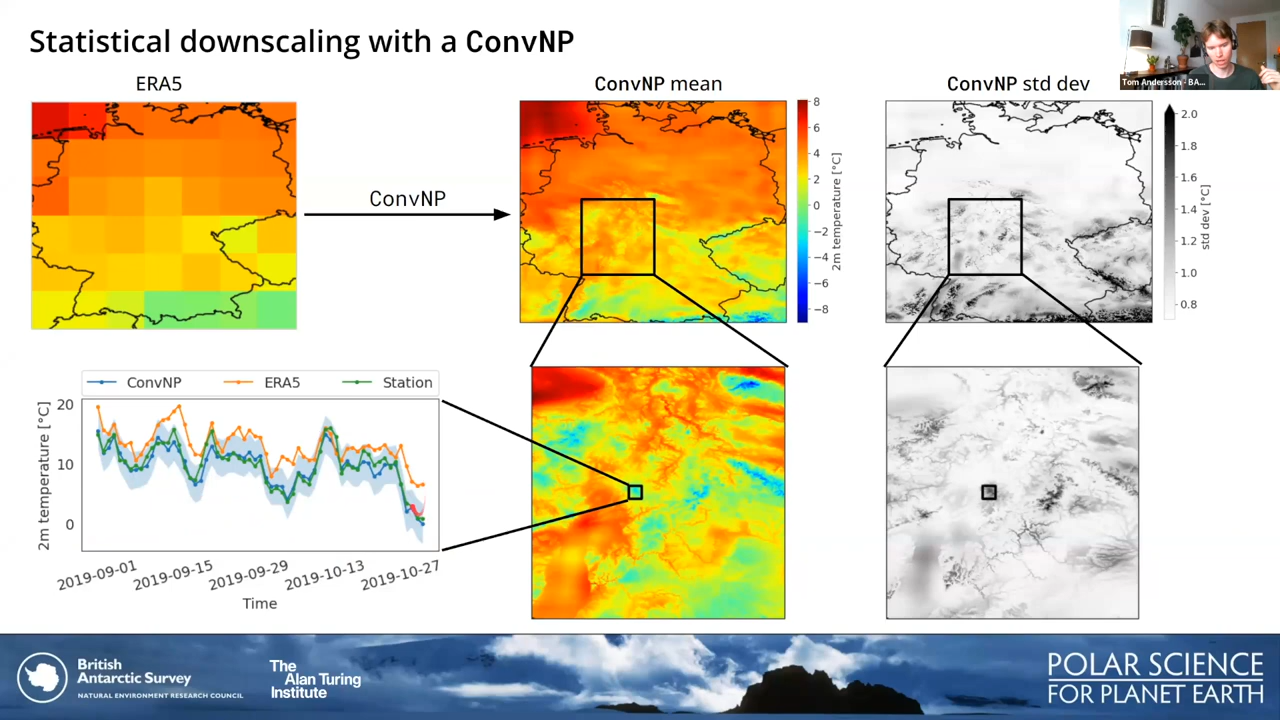 Statistical downscaling with a ConvNP
Tom Andersson - BA...
ERA5
ConvNP mean
ConvNP std dev
ConvNP
8
6
4
2
0
−2
−4
−6
−8
2m temperature [°C]
2.0
1.8
1.6
1.4
1.2
1.0
0.8
std dev [°C]
ConvNP
ERA5
Station
20
10
0
2m temperature [°C]
2019-09-01
2019-09-15
2019-09-29
2019-10-13
2019-10-27
Time
British
Antarctic Survey
NATURAL ENVIRONMENT RESEARCH COUNCIL
The
Alan Turing
Institute
POLAR SCIENCE
FOR PLANET EARTH